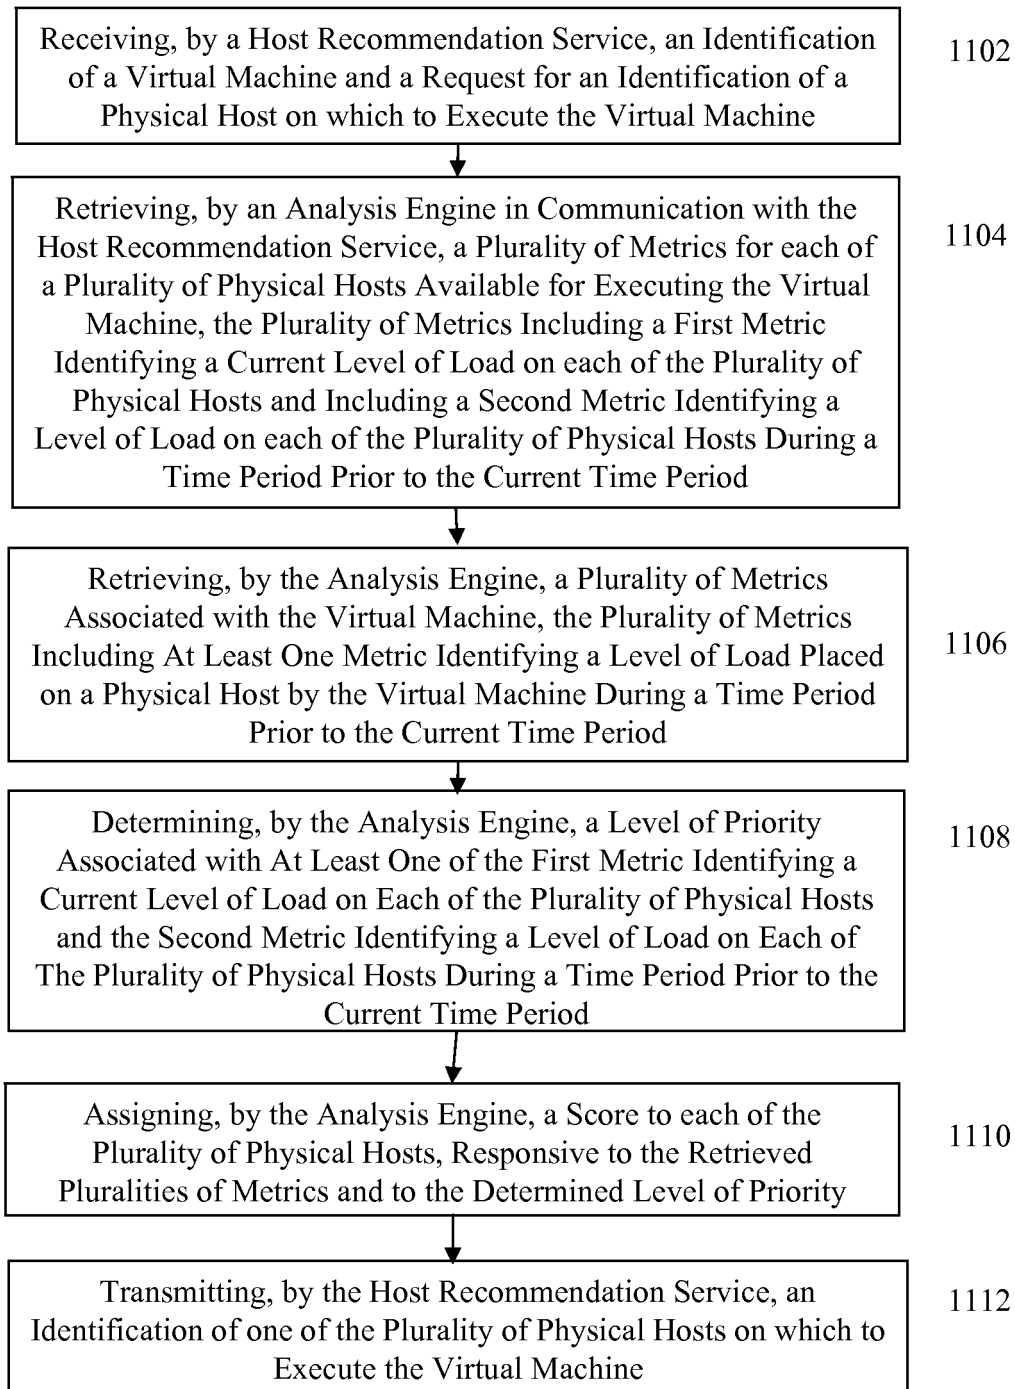 Receiving, by a Host Recommendation Service, an Identification
of a Virtual Machine and a Request for an Identification of a
Physical Host on which to Execute the Virtual Machine
1102
Retrieving, by an Analysis Engine in Communication with the
Host Recommendation Service, a Plurality of Metrics for each of
a Plurality of Physical Hosts Available for Executing the Virtual
Machine, the Plurality of Metrics Including a First Metric
Identifying a Current Level of Load on each of the Plurality of
Physical Hosts and Including a Second Metric Identifying a
Level of Load on each of the Plurality of Physical Hosts During a
Time Period Prior to the Current Time Period
1104
Retrieving, by the Analysis Engine, a Plurality of Metrics
Associated with the Virtual Machine, the Plurality of Metrics
Including At Least One Metric Identifying a Level of Load Placed
on a Physical Host by the Virtual Machine During a Time Period
Prior to the Current Time Period
1106
Determining, by the Analysis Engine, a Level of Priority
Associated with At Least One of the First Metric Identifying a
Current Level of Load on Each of the Plurality of Physical Hosts
and the Second Metric Identifying a Level of Load on Each of
The Plurality of Physical Hosts During a Time Period Prior to the
Current Time Period
1108
Assigning, by the Analysis Engine, a Score to each of the
Plurality of Physical Hosts, Responsive to the Retrieved
Pluralities of Metrics and to the Determined Level of Priority
1110
Transmitting, by the Host Recommendation Service, an
Identification of one of the Plurality of Physical Hosts on which to
Execute the Virtual Machine
1112